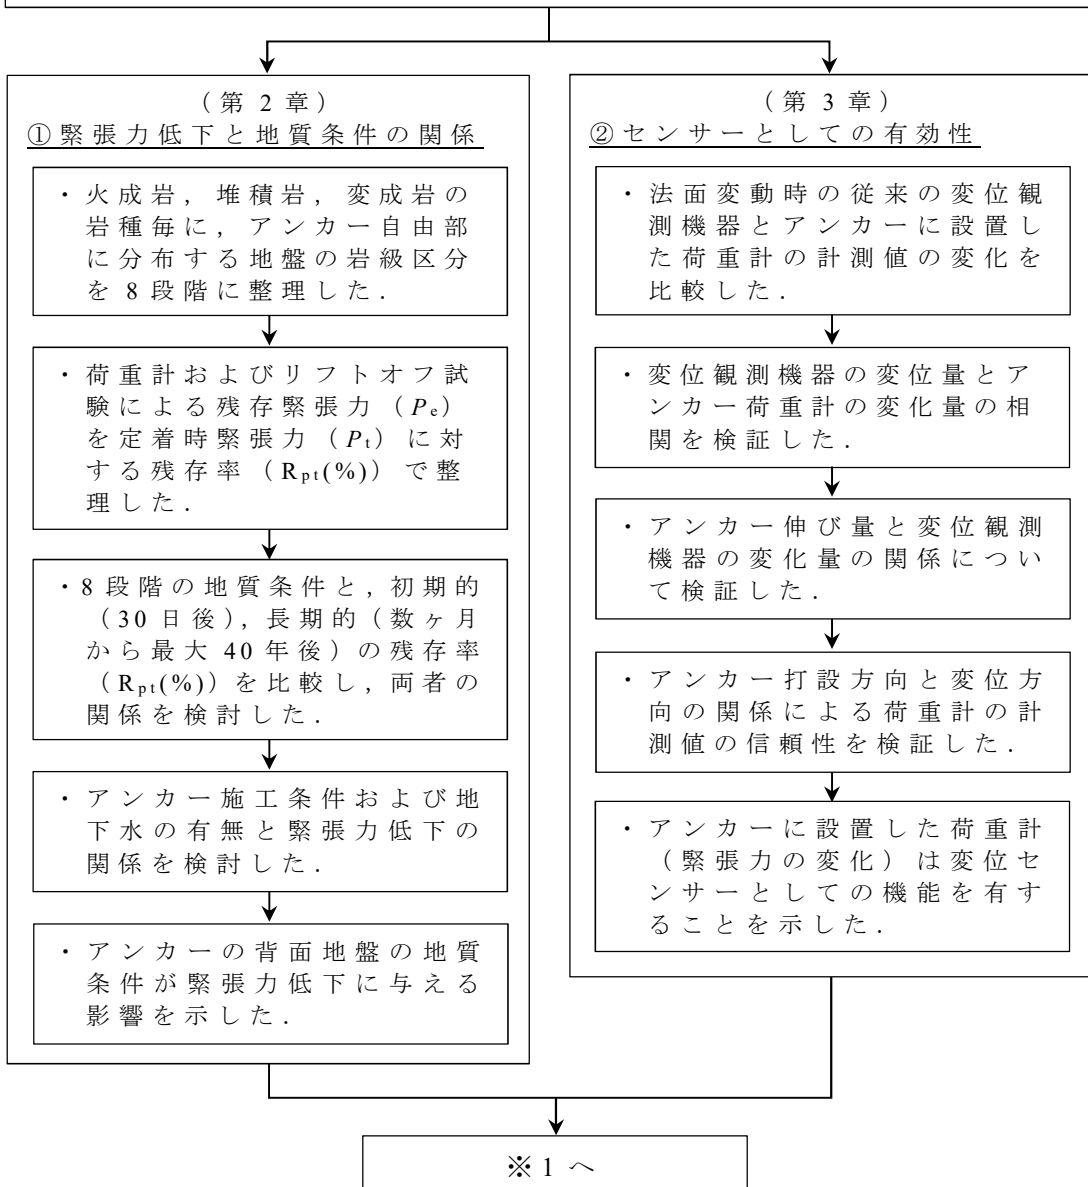 （第 2 章）
①緊張力低下と地質条件の関係
・火成岩，堆積岩，変成岩の
岩種毎に，アンカー自由部
に分布する地盤の岩級区分
を 8 段階に整理した．
・荷重計およびリフトオフ試
験による残存緊張力（Pe）
を定着時緊張力（Pt）に対
する残存率（Rpt(%)）で整
理した．
・8 段階の地質条件と，初期的
（30 日後），長期的（数ヶ月
から最大 40 年後）の残存率
（Rpt(%)）を比較し，両者の
関係を検討した．
・アンカー施工条件および地
下水の有無と緊張力低下の
関係を検討した．
・アンカーの背面地盤の地質
条件が緊張力低下に与える
影響を示した．
（第 3 章）
②センサーとしての有効性
・法面変動時の従来の変位観
測機器とアンカーに設置し
た荷重計の計測値の変化を
比較した．
・変位観測機器の変位量とア
ンカー荷重計の変化量の相
関を検証した．
・アンカー伸び量と変位観測
機器の変化量の関係につい
て検証した．
・アンカー打設方向と変位方
向の関係による荷重計の計
測値の信頼性を検証した．
・アンカーに設置した荷重計
（緊張力の変化）は変位セ
ンサーとしての機能を有す
ることを示した．
※1 へ